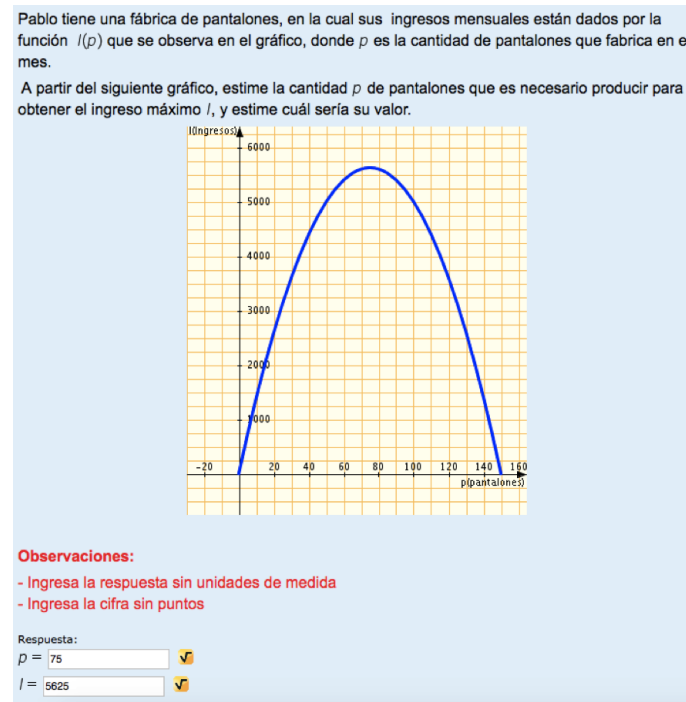 Pablo tiene una fábrica de pantalones, en la cual sus ingresos mensuales están dados por la
función I(p) que se observa en el gráfico, donde p es la cantidad de pantalones que fabrica en e
mes.
A partir del siguiente gráfico, estime la cantidad p de pantalones que es necesario producir para
obtener el ingreso máximo I, y estime cuál sería su valor.
I(Ingresos)
6000
5000
4000
3000
2000
1000
-20 20 40 60 80 100 120 140 160
p(pantalones)
Observaciones:
- Ingresa la respuesta sin unidades de medida
- Ingresa la cifra sin puntos
Respuesta:
p = 75
I = 5625